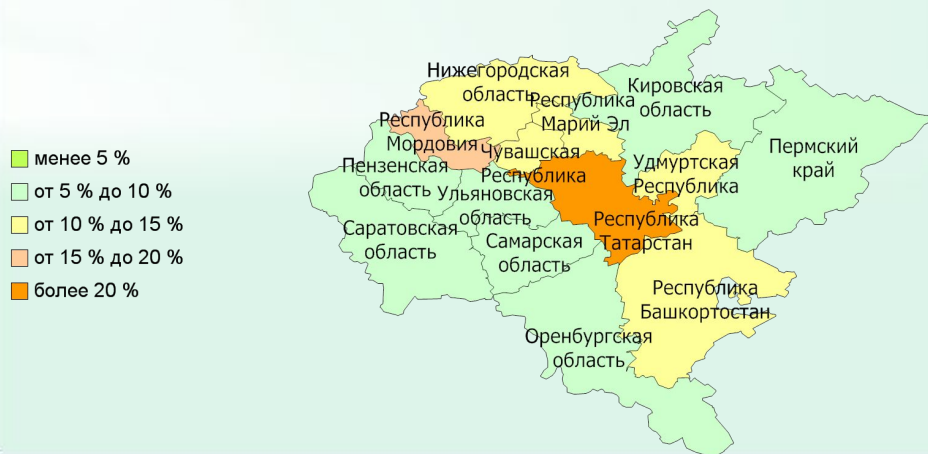 менее 5 %
от 5 % до 10 %
от 10 % до 15 %
от 15 % до 20 %
более 20 %
Нижегородская
область
Республика
Марий Эл
Кировская
область
Республика
Мордовия
Чувашская
Республика
Пермский
край
Пензенская
область
Ульяновская
область
Удмуртская
Республика
Саратовская
область
Самарская
область
Республика
Татарстан
Республика
Башкортостан
Оренбургская
область